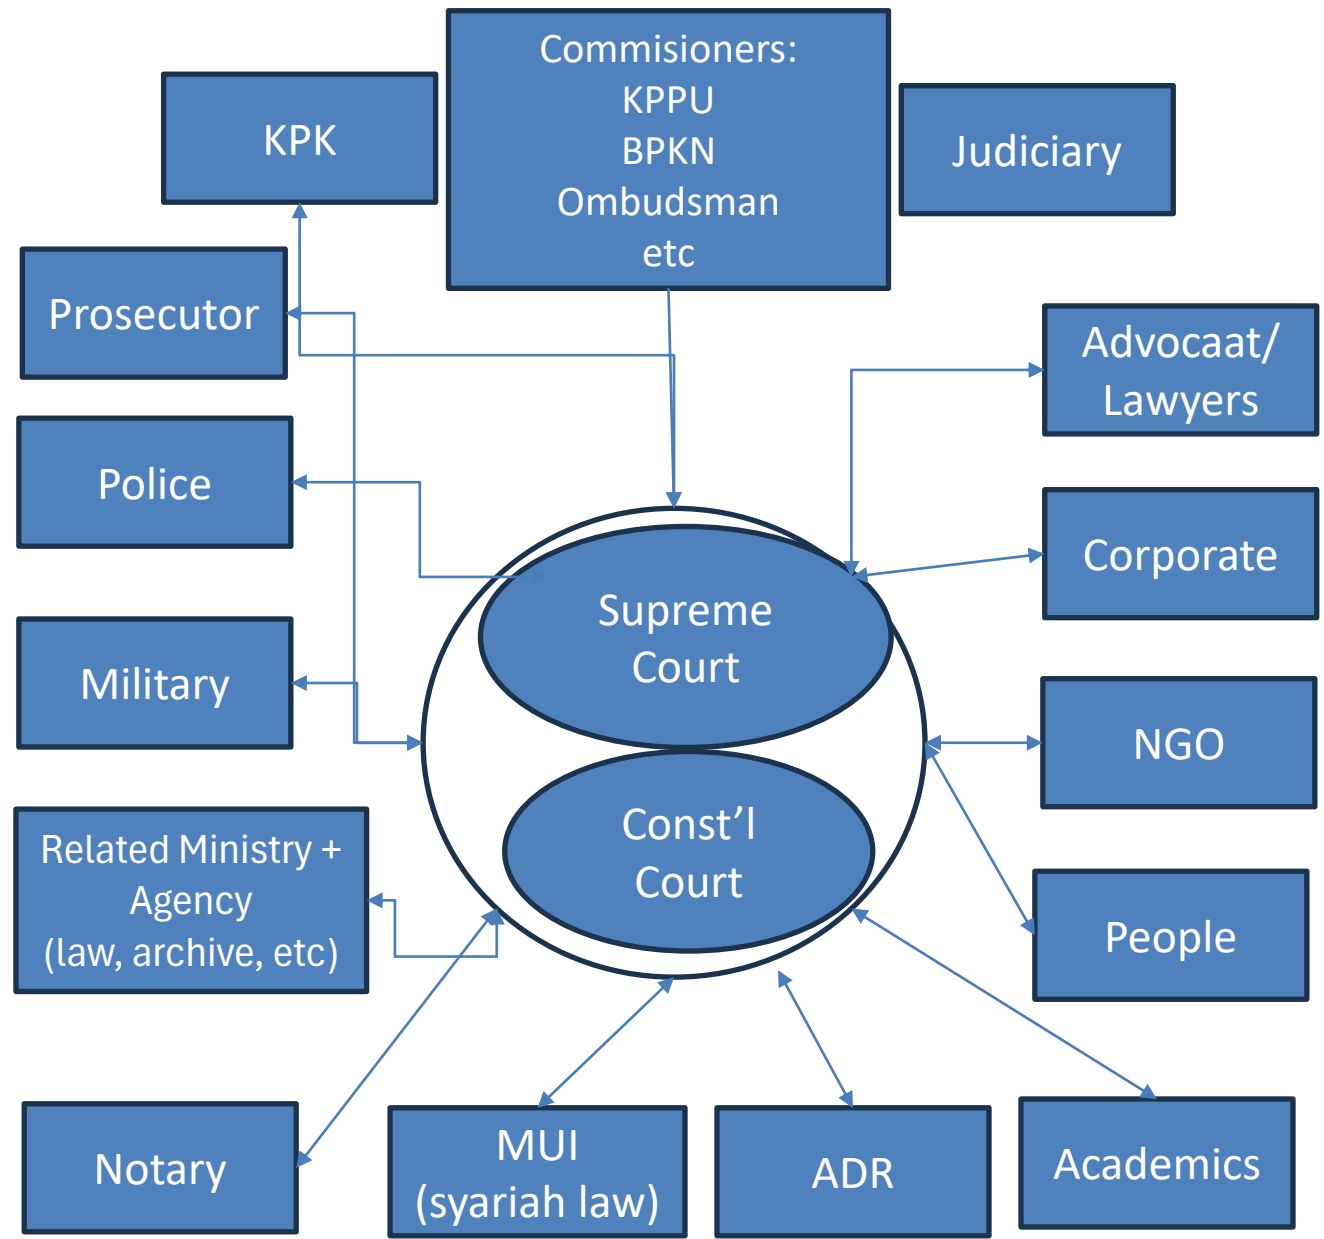 Commisioners:
KPPU
BPKN
Ombudsman
etc
KPK
Judiciary
Prosecutor
Advocaat/
Lawyers
Police
Corporate
Supreme
Court
Military
NGO
Const'l
Court
Related Ministry +
Agency
(law, archive, etc)
People
Notary
MUI
(syariah law)
ADR
Academics